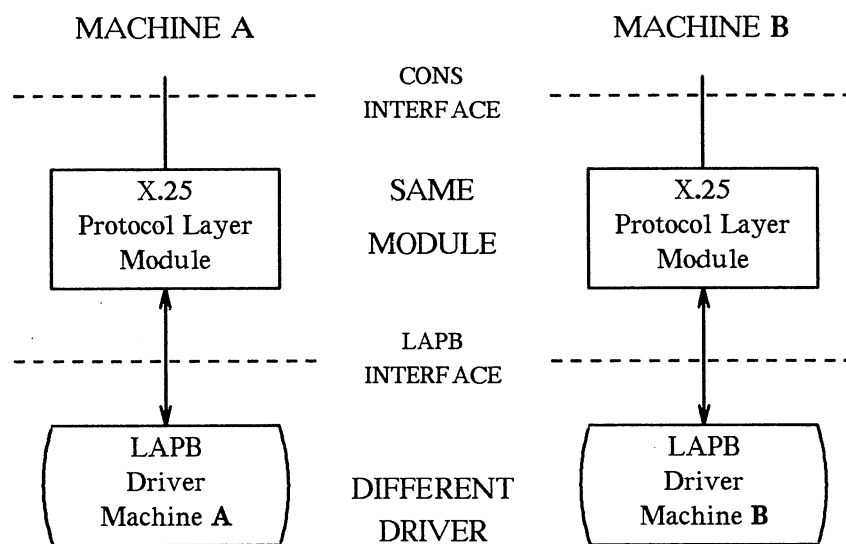 MACHINE A
MACHINE B
CONS
INTERFACE
X.25
Protocol Layer
Module
SAME
MODULE
X.25
Protocol Layer
Module
LAPB
INTERFACE
LAPB
Driver
Machine A
DIFFERENT
DRIVER
LAPB
Driver
Machine B